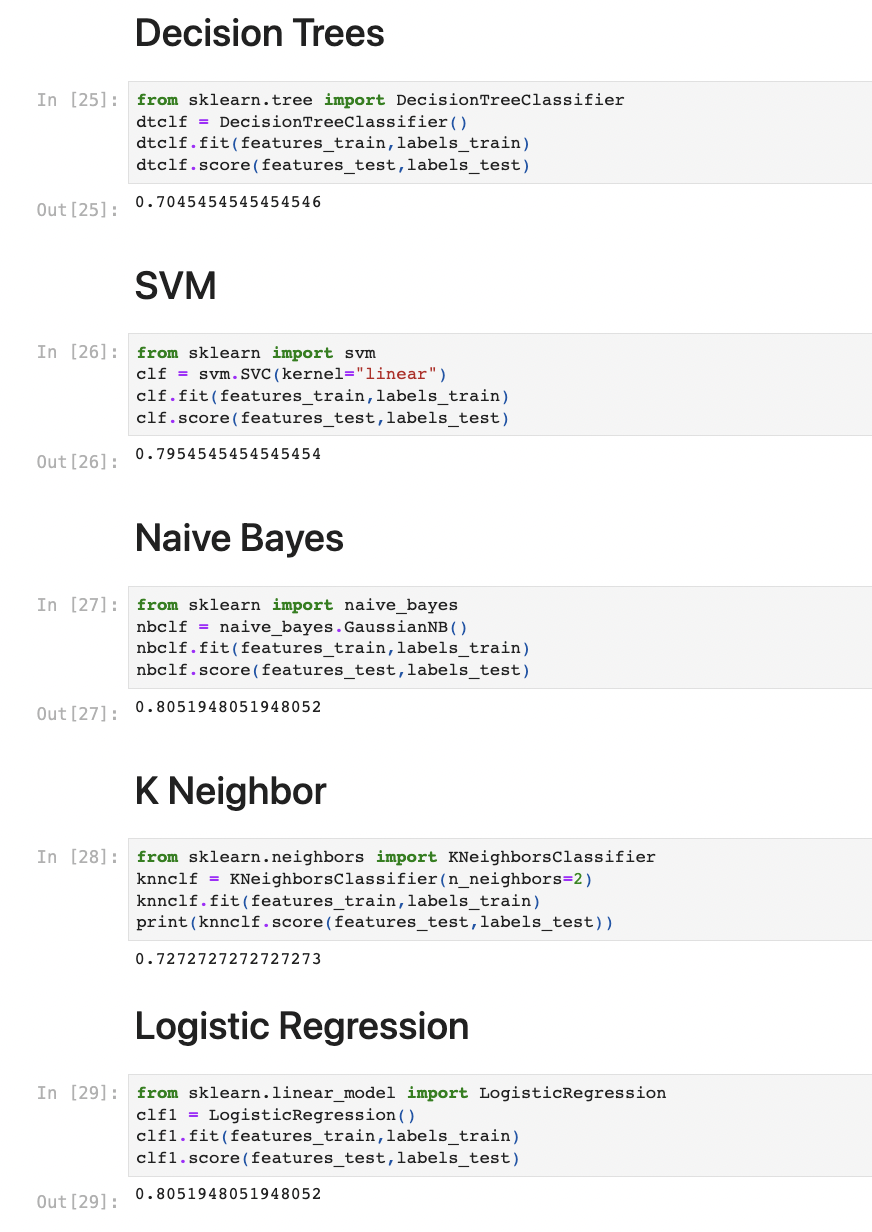 Decision Trees
In [25]:
from sklearn.tree import DecisionTreeClassifier
dtclf = DecisionTreeClassifier()
dtclf.fit(features_train,labels_train)
dtclf.score(features_test,labels_test)
Out[25]:
0.7045454545454546
SVM
In [26]:
from sklearn import svm
clf = svm.SVC(kernel="linear")
clf.fit(features_train,labels_train)
clf.score(features_test,labels_test)
Out[26]:
0.7954545454545454
Naive Bayes
In [27]:
from sklearn import naive_bayes
nbclf = naive_bayes.GaussianNB()
nbclf.fit(features_train,labels_train)
nbclf.score(features_test,labels_test)
Out[27]:
0.8051948051948052
K Neighbor
In [28]:
from sklearn.neighbors import KNeighborsClassifier
knnclf = KNeighborsClassifier(n_neighbors=2)
knnclf.fit(features_train,labels_train)
print(knnclf.score(features_test,labels_test))
0.7272727272727273
Logistic Regression
In [29]:
from sklearn.linear_model import LogisticRegression
clf1 = LogisticRegression()
clf1.fit(features_train,labels_train)
clf1.score(features_test,labels_test)
Out[29]:
0.8051948051948052